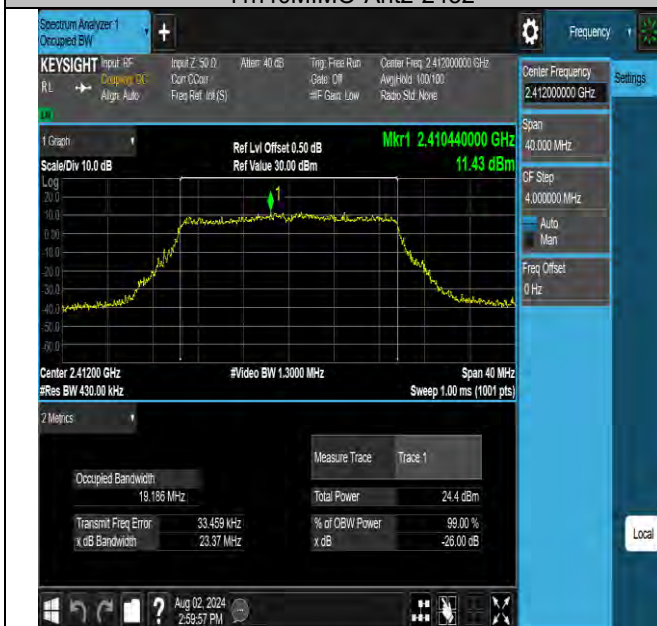 11n40MIMO-Ant2-2452
Spectrum Analyzer 1
Occupied BW
Frequency
KEYSIGHT Input: RF Input Z: 50 Ω Atten: 40 dB Trig: Free Run Center Freq: 2.412000000 GHz
RL Coupling: DC Corr CCorr Gate: Off Avg|Hold: 100/100
Align: Auto Freq Ref: Int (S) #IF Gain: Low Radio Std: None
Center Frequency
2.412000000 GHz
Settings
Span
40.000 MHz
CF Step
4.000000 MHz
Auto
Man
Freq Offset
0 Hz
1 Graph
Scale/Div 10.0 dB
Ref Lvl Offset 0.50 dB
Ref Value 30.00 dBm
Mkr1 2.410440000 GHz
11.43 dBm
Log
20.0
10.0
0.00
-10.0
-20.0
-30.0
-40.0
-50.0
-60.0
1
Center 2.41200 GHz #Video BW 1.3000 MHz Span 40 MHz
#Res BW 430.00 kHz Sweep 1.00 ms (1001 pts)
2 Metrics
Measure Trace Trace 1
Occupied Bandwidth
19.186 MHz
Total Power 24.4 dBm
Transmit Freq Error 33.459 kHz
% of OBW Power 99.00 %
x dB Bandwidth 23.37 MHz
x dB -26.00 dB
Local
?
Aug 02, 2024
2:59:57 PM